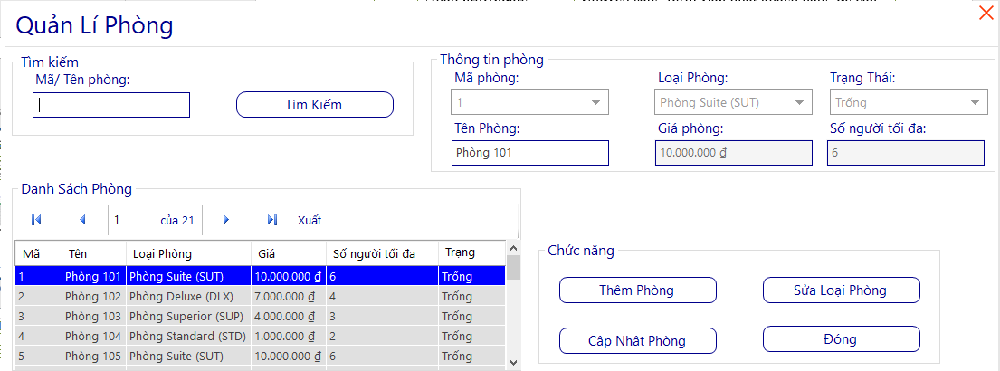 Quản Lí Phòng
Tìm kiếm
Mã/ Tên phòng:
Tìm Kiếm
Thông tin phòng
Mã phòng:
Loại Phòng:
Trạng Thái:
1
Phòng Suite (SUT)
Trống
Tên Phòng:
Giá phòng:
Số người tối đa:
Phòng 101
10.000.000 ₫
6
Danh Sách Phòng
1 của 21 Xuất
Mã Tên Loại Phòng Giá Số người tối đa Trạng
1 Phòng 101 Phòng Suite (SUT) 10.000.000 ₫ 6 Trống
2 Phòng 102 Phòng Deluxe (DLX) 7.000.000 ₫ 4 Trống
3 Phòng 103 Phòng Superior (SUP) 4.000.000 ₫ 3 Trống
4 Phòng 104 Phòng Standard (STD) 1.000.000 ₫ 2 Trống
5 Phòng 105 Phòng Suite (SUT) 10.000.000 ₫ 6 Trống
Chức năng
Thêm Phòng
Sửa Loại Phòng
Cập Nhật Phòng
Đóng